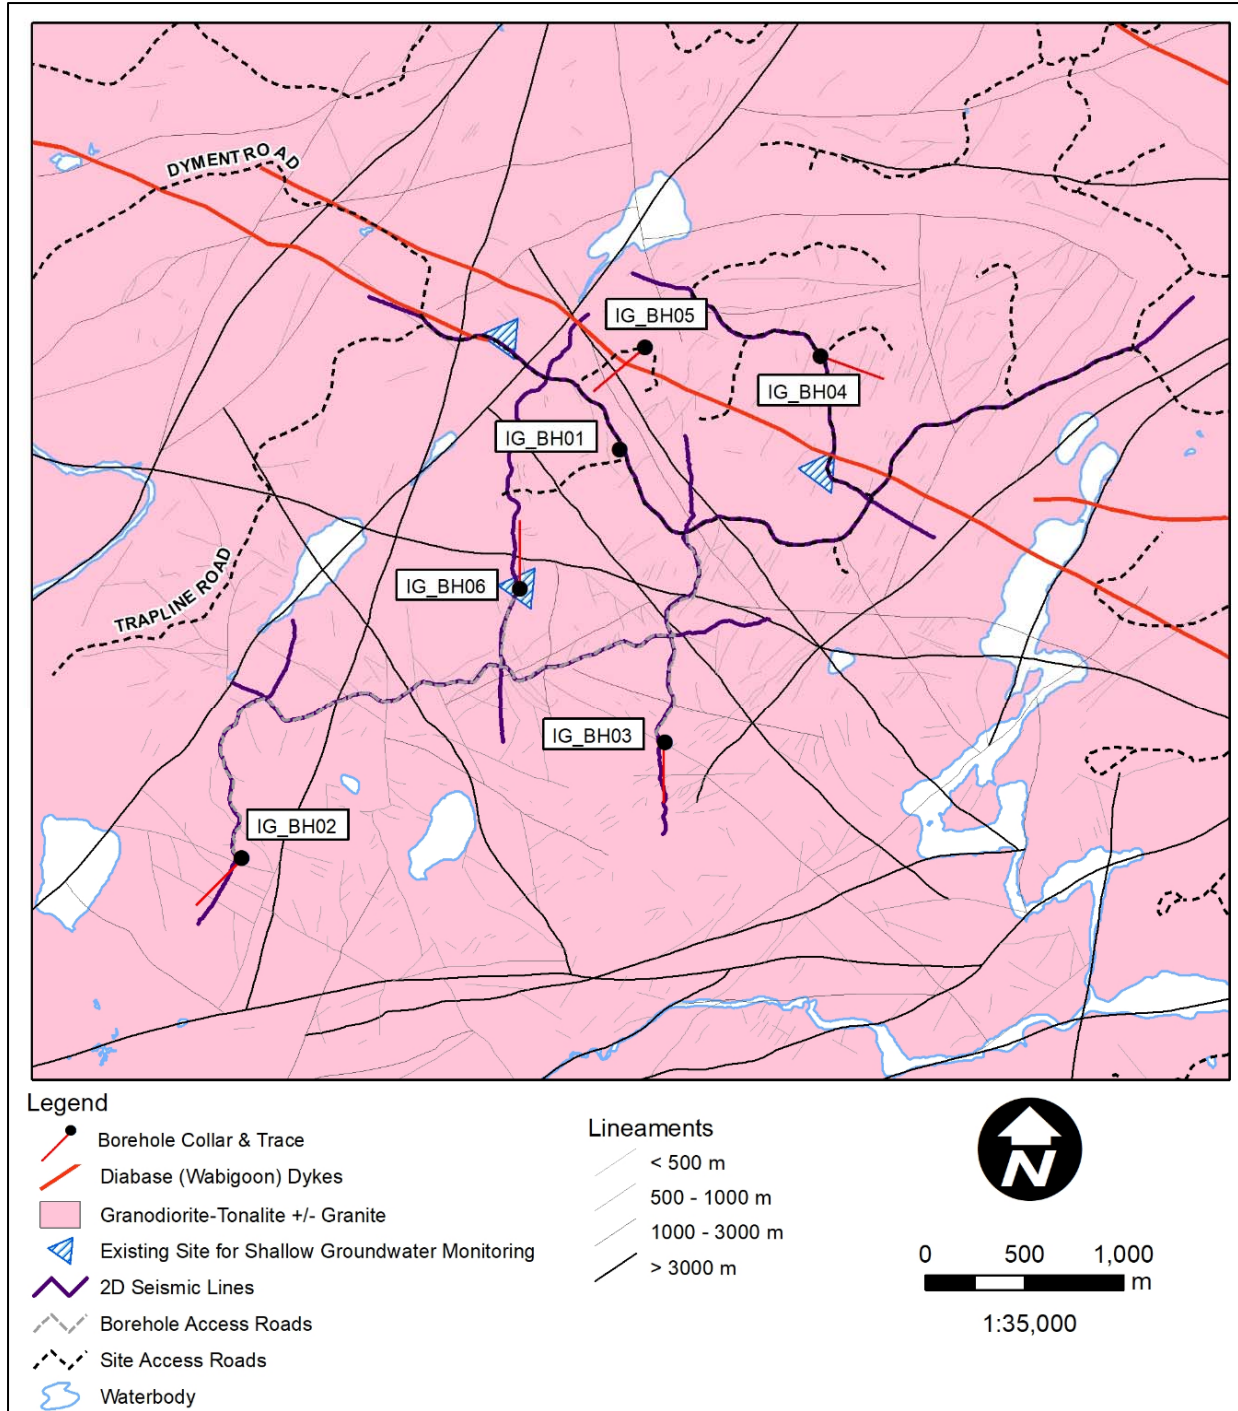 DYMENT ROAD
IG_BH05
IG_BH04
IG_BH01
IG_BH06
TRAPLINE ROAD
IG_BH03
IG_BH02
Legend
Borehole Collar & Trace
Diabase (Wabigoon) Dykes
Granodiorite-Tonalite +/- Granite
Existing Site for Shallow Groundwater Monitoring
2D Seismic Lines
Borehole Access Roads
Site Access Roads
Waterbody
Lineaments
< 500 m
500 - 1000 m
1000 - 3000 m
> 3000 m
N
0 500 1,000
m
1:35,000